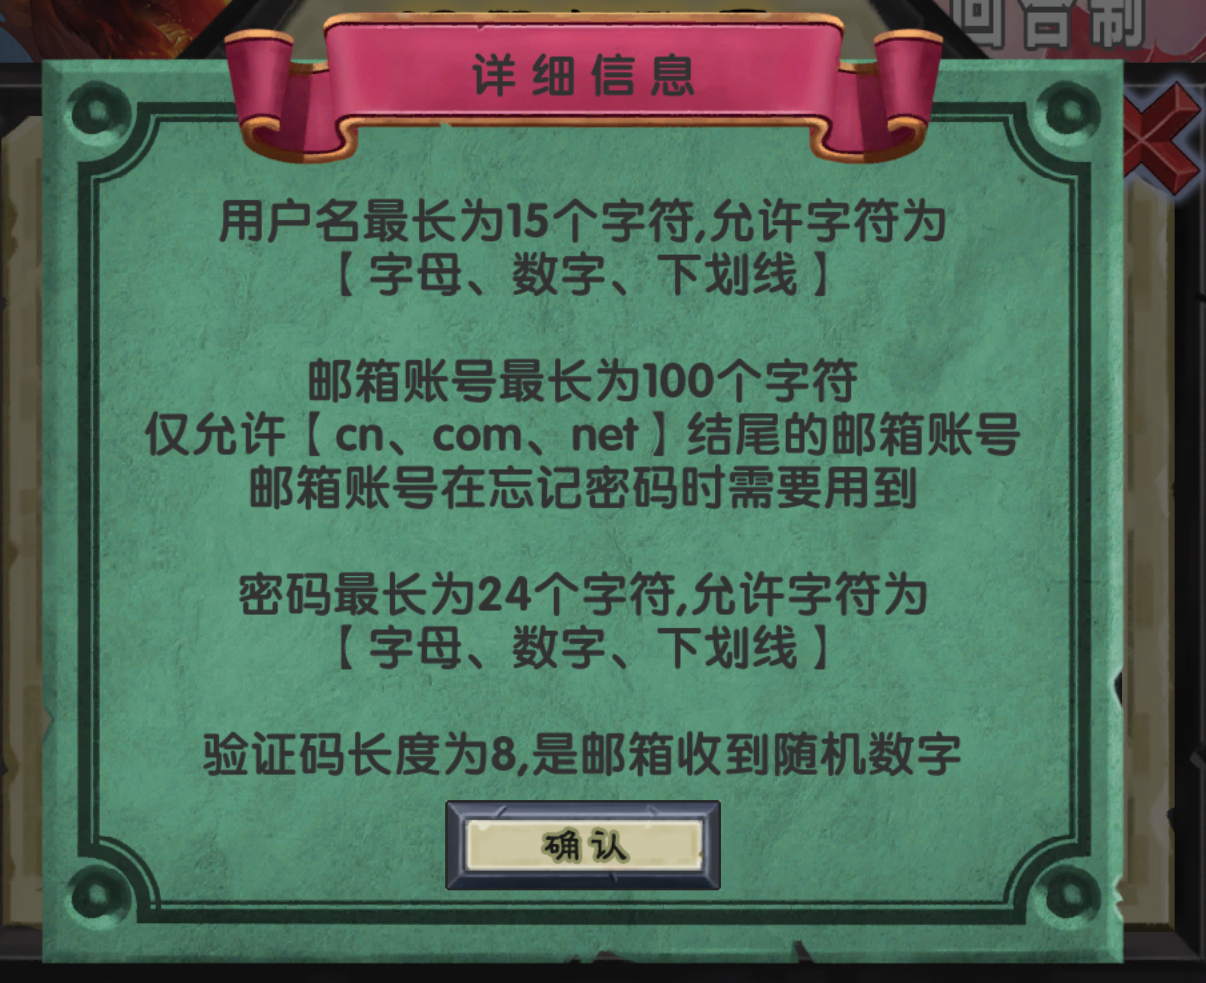 回合制
详细信息
用户名最长为15个字符,允许字符为
【字母、数字、下划线】
邮箱账号最长为100个字符
仅允许【cn、com、net】结尾的邮箱账号
邮箱账号在忘记密码时需要用到
密码最长为24个字符,允许字符为
【字母、数字、下划线】
验证码长度为8,是邮箱收到随机数字
确认